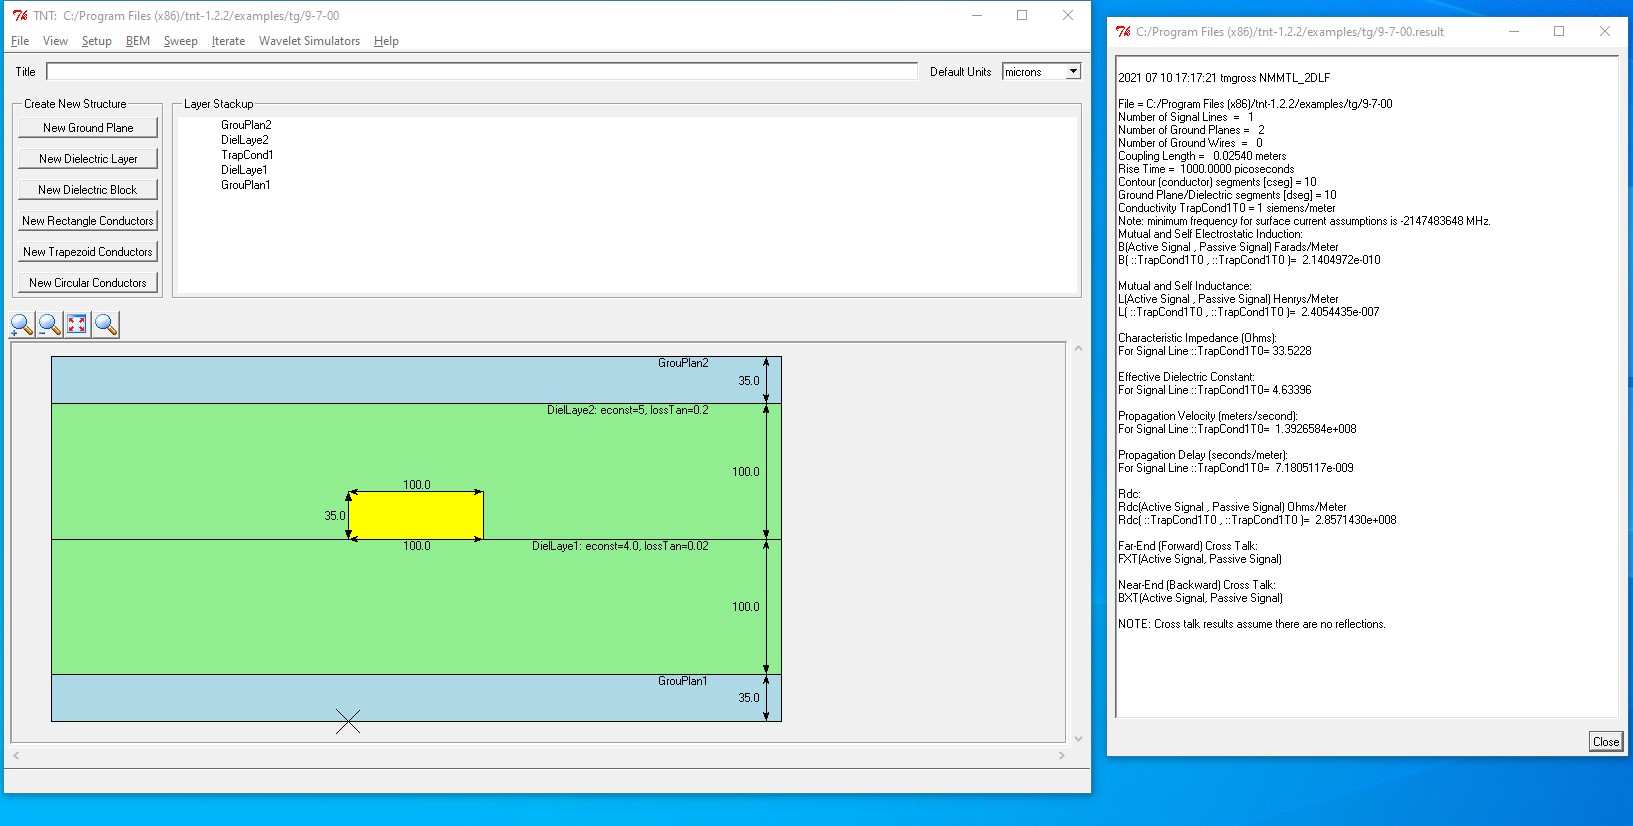 TNT: C:/Program Files (x86)/tnt-1.2.2/examples/tg/9-7-00
File View Setup BEM Sweep Iterate Wavelet Simulators Help
Title
Default Units microns
Create New Structure
New Ground Plane
New Dielectric Layer
New Dielectric Block
New Rectangle Conductors
New Trapezoid Conductors
New Circular Conductors
Layer Stackup
GrouPlan2
DielLaye2
TrapCond1
DielLaye1
GrouPlan1
GrouPlan2
35.0
DielLaye2: econst=5, lossTan=0.2
100.0
100.0
35.0
100.0
DielLaye1: econst=4.0, lossTan=0.02
100.0
GrouPlan1
35.0
C:/Program Files (x86)/tnt-1.2.2/examples/tg/9-7-00.result
2021 07 10 17:17:21 tmgross NMMTL_2DLF
File = C:/Program Files (x86)/tnt-1.2.2/examples/tg/9-7-00
Number of Signal Lines = 1
Number of Ground Planes = 2
Number of Ground Wires = 0
Coupling Length = 0.02540 meters
Rise Time = 1000.0000 picoseconds
Contour (conductor) segments [cseg] = 10
Ground Plane/Dielectric segments [dseg] = 10
Conductivity TrapCond1T0 = 1 siemens/meter
Note: minimum frequency for surface current assumptions is -2147483648 MHz.
Mutual and Self Electrostatic Induction:
B(Active Signal , Passive Signal) Farads/Meter
B( ::TrapCond1T0 , ::TrapCond1T0 )= 2.1404972e-010
Mutual and Self Inductance:
L(Active Signal , Passive Signal) Henrys/Meter
L( ::TrapCond1T0 , ::TrapCond1T0 )= 2.4054435e-007
Characteristic Impedance (Ohms):
For Signal Line ::TrapCond1T0= 33.5228
Effective Dielectric Constant:
For Signal Line ::TrapCond1T0= 4.63396
Propagation Velocity (meters/second):
For Signal Line ::TrapCond1T0= 1.3926584e+008
Propagation Delay (seconds/meter):
For Signal Line ::TrapCond1T0= 7.1805117e-009
Rdc:
Rdc(Active Signal , Passive Signal) Ohms/Meter
Rdc( ::TrapCond1T0 , ::TrapCond1T0 )= 2.8571430e+008
Far-End (Forward) Cross Talk:
FXT(Active Signal, Passive Signal)
Near-End (Backward) Cross Talk:
BXT(Active Signal, Passive Signal)
NOTE: Cross talk results assume there are no reflections.
Close